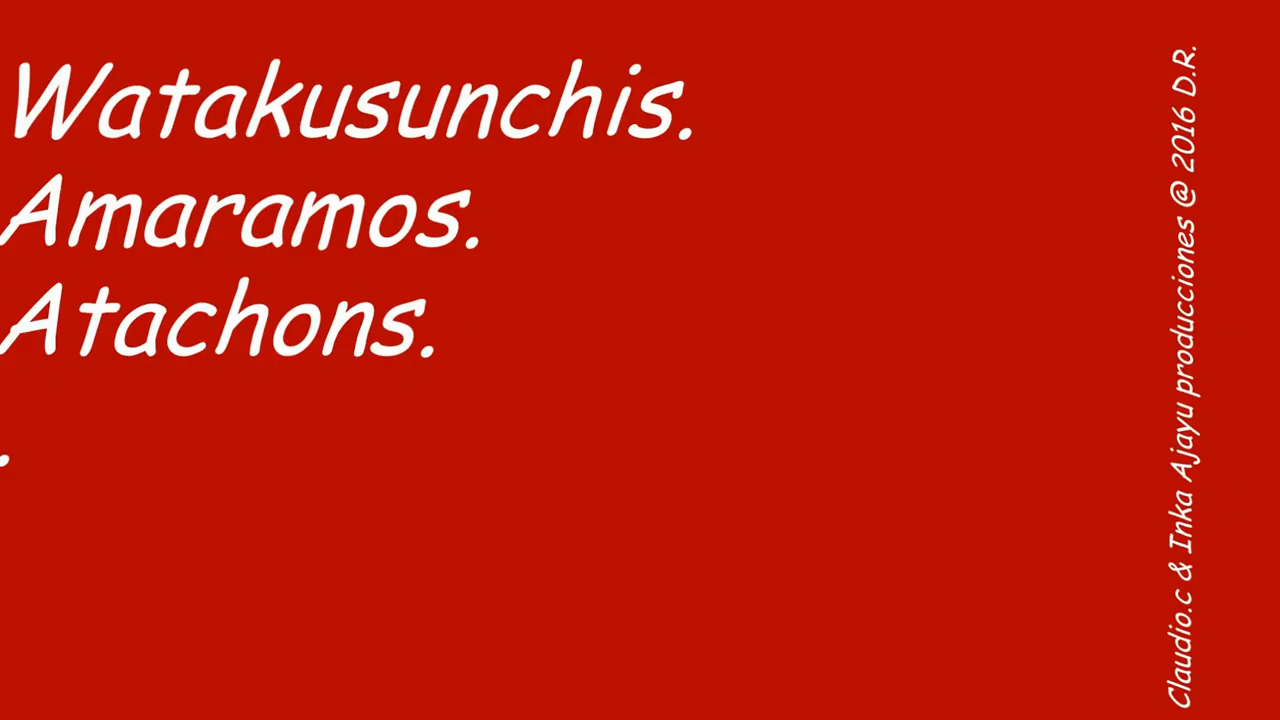 Watakusunchis.
Amaramos.
Atachons.
.
Claudio.c & Inka Ajayu producciones @ 2016 D.R.